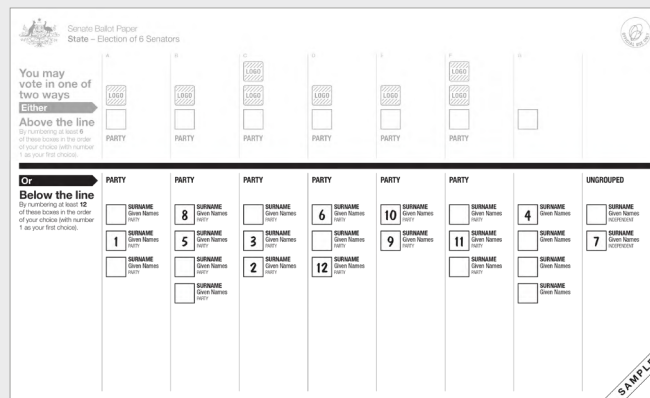 Senate Ballot Paper
State – Election of 6 Senators
A B C D E F G
You may
vote in one of
two ways
Either
Above the line
By numbering at least 6
of these boxes in the order
of your choice (with number
1 as your first choice).
LOGO LOGO
LOGO LOGO LOGO LOGO LOGO LOGO
PARTY PARTY PARTY PARTY PARTY PARTY
Or
Below the line
By numbering at least 12
of these boxes in the order
of your choice (with number
1 as your first choice).
PARTY PARTY PARTY PARTY PARTY PARTY UNGROUPED
SURNAME 8 SURNAME SURNAME 6 SURNAME 10 SURNAME SURNAME 4 SURNAME SURNAME
Given Names Given Names Given Names Given Names Given Names Given Names Given Names Given Names
PARTY PARTY PARTY PARTY PARTY PARTY INDEPENDENT
1 SURNAME 5 SURNAME 3 SURNAME SURNAME 9 SURNAME 11 SURNAME SURNAME 7 SURNAME
Given Names Given Names Given Names Given Names Given Names Given Names Given Names Given Names
PARTY PARTY PARTY PARTY PARTY PARTY INDEPENDENT
SURNAME SURNAME 2 SURNAME 12 SURNAME SURNAME SURNAME
Given Names Given Names Given Names Given Names Given Names Given Names
PARTY PARTY PARTY PARTY PARTY
SURNAME SURNAME
Given Names Given Names
PARTY
SAMPLE